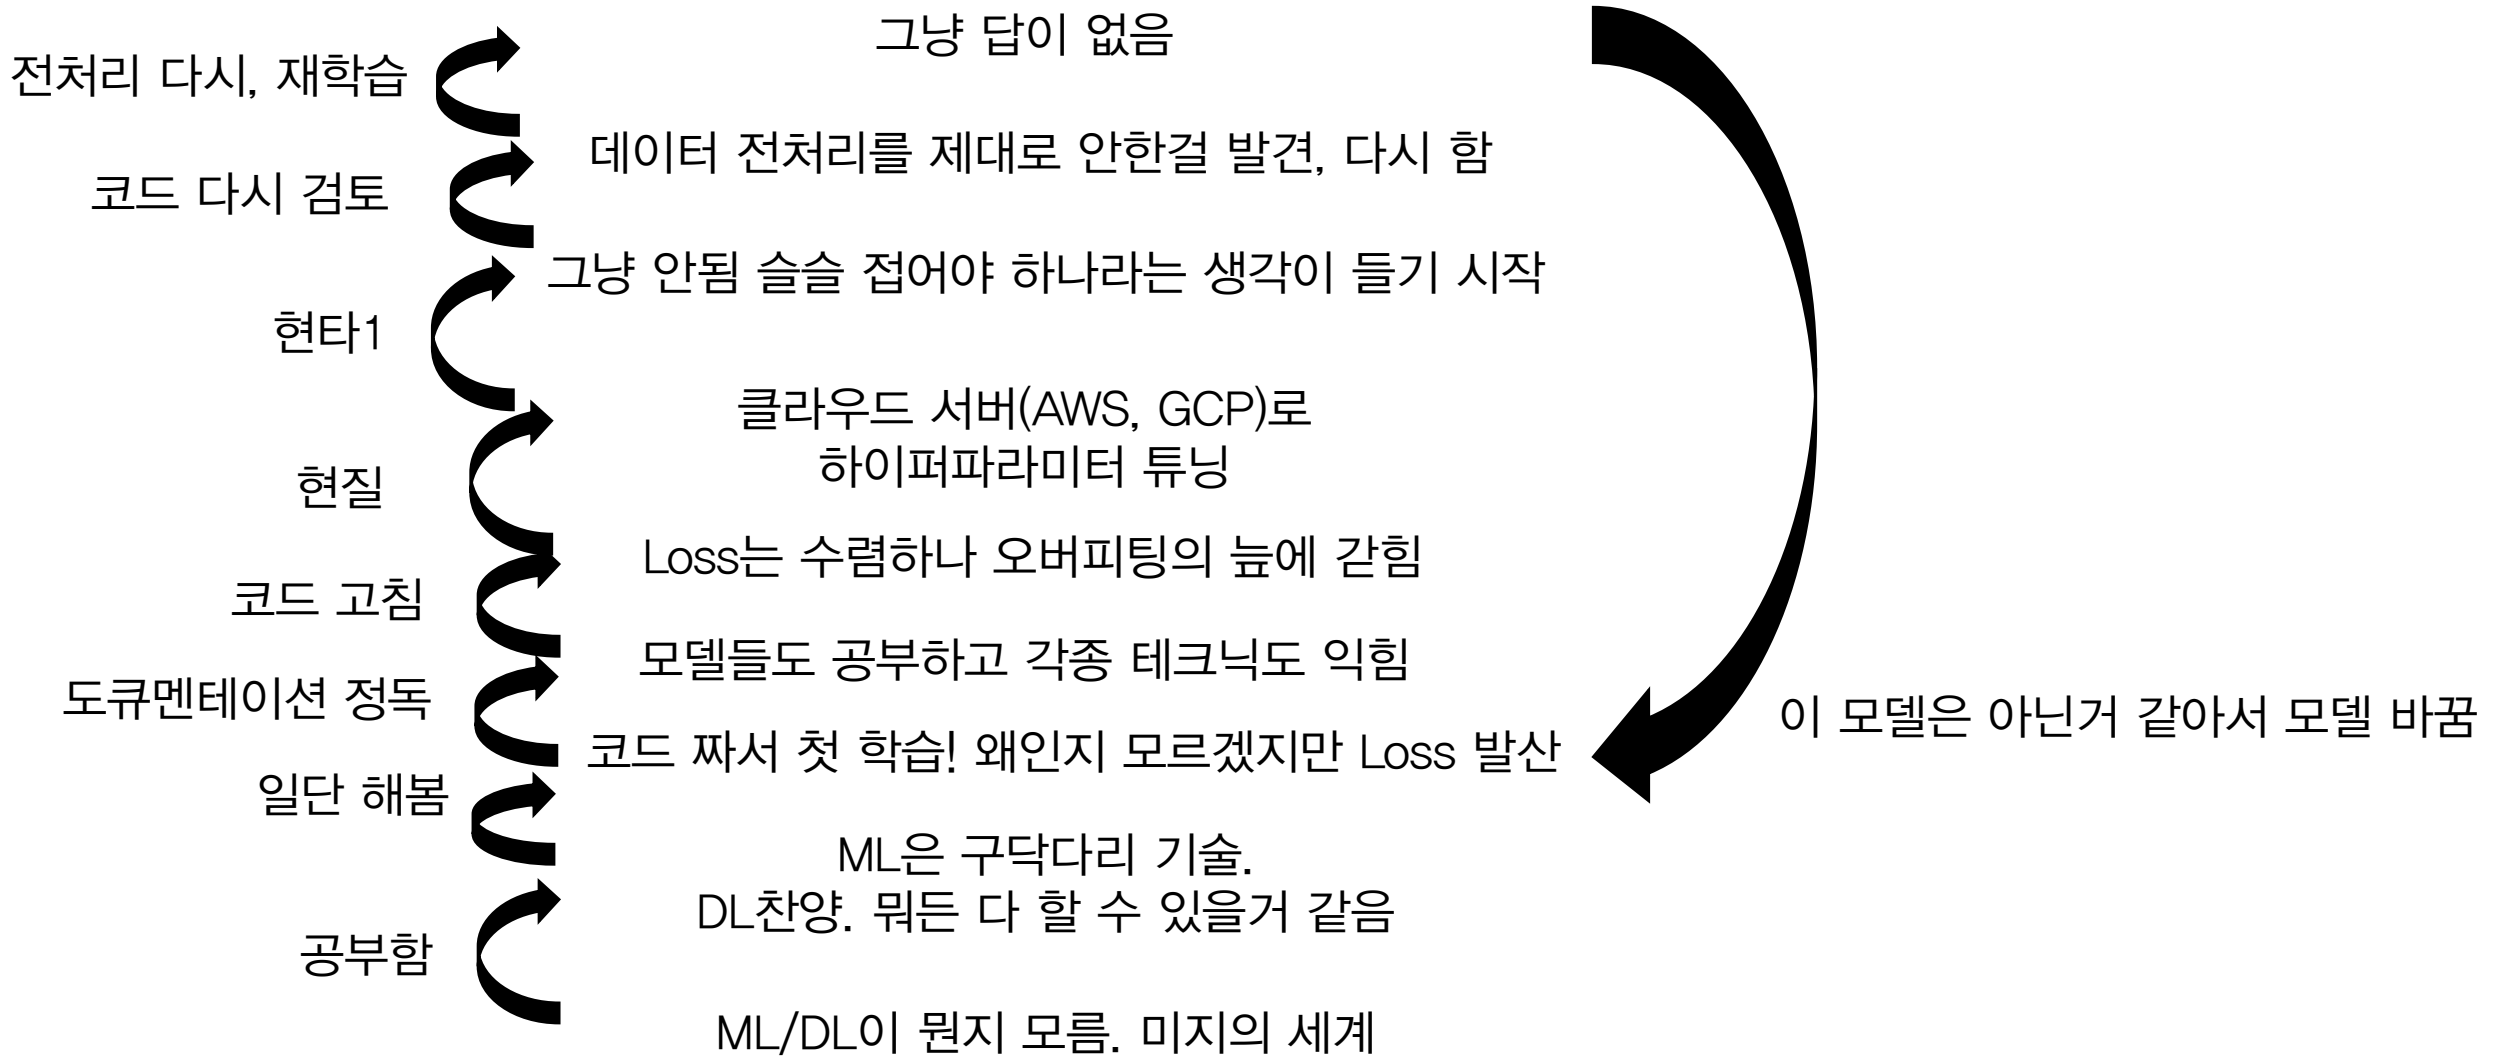 그냥 답이 없음
전처리 다시, 재학습
데이터 전처리를 제대로 안한걸 발견, 다시 함
코드 다시 검토
그냥 안됨 슬슬 접어야 하나라는 생각이 들기 시작
현타1
클라우드 서버(AWS, GCP)로
하이퍼파라미터 튜닝
현질
Loss는 수렴하나 오버피팅의 늪에 갇힘
코드 고침
모델들도 공부하고 각종 테크닉도 익힘
도큐멘테이션 정독
이 모델은 아닌거 같아서 모델 바꿈
코드 짜서 첫 학습! 왜인지 모르겟지만 Loss 발산
일단 해봄
ML은 구닥다리 기술.
DL찬양. 뭐든 다 할 수 있을거 같음
공부함
ML/DL이 뭔지 모름. 미지의 세계